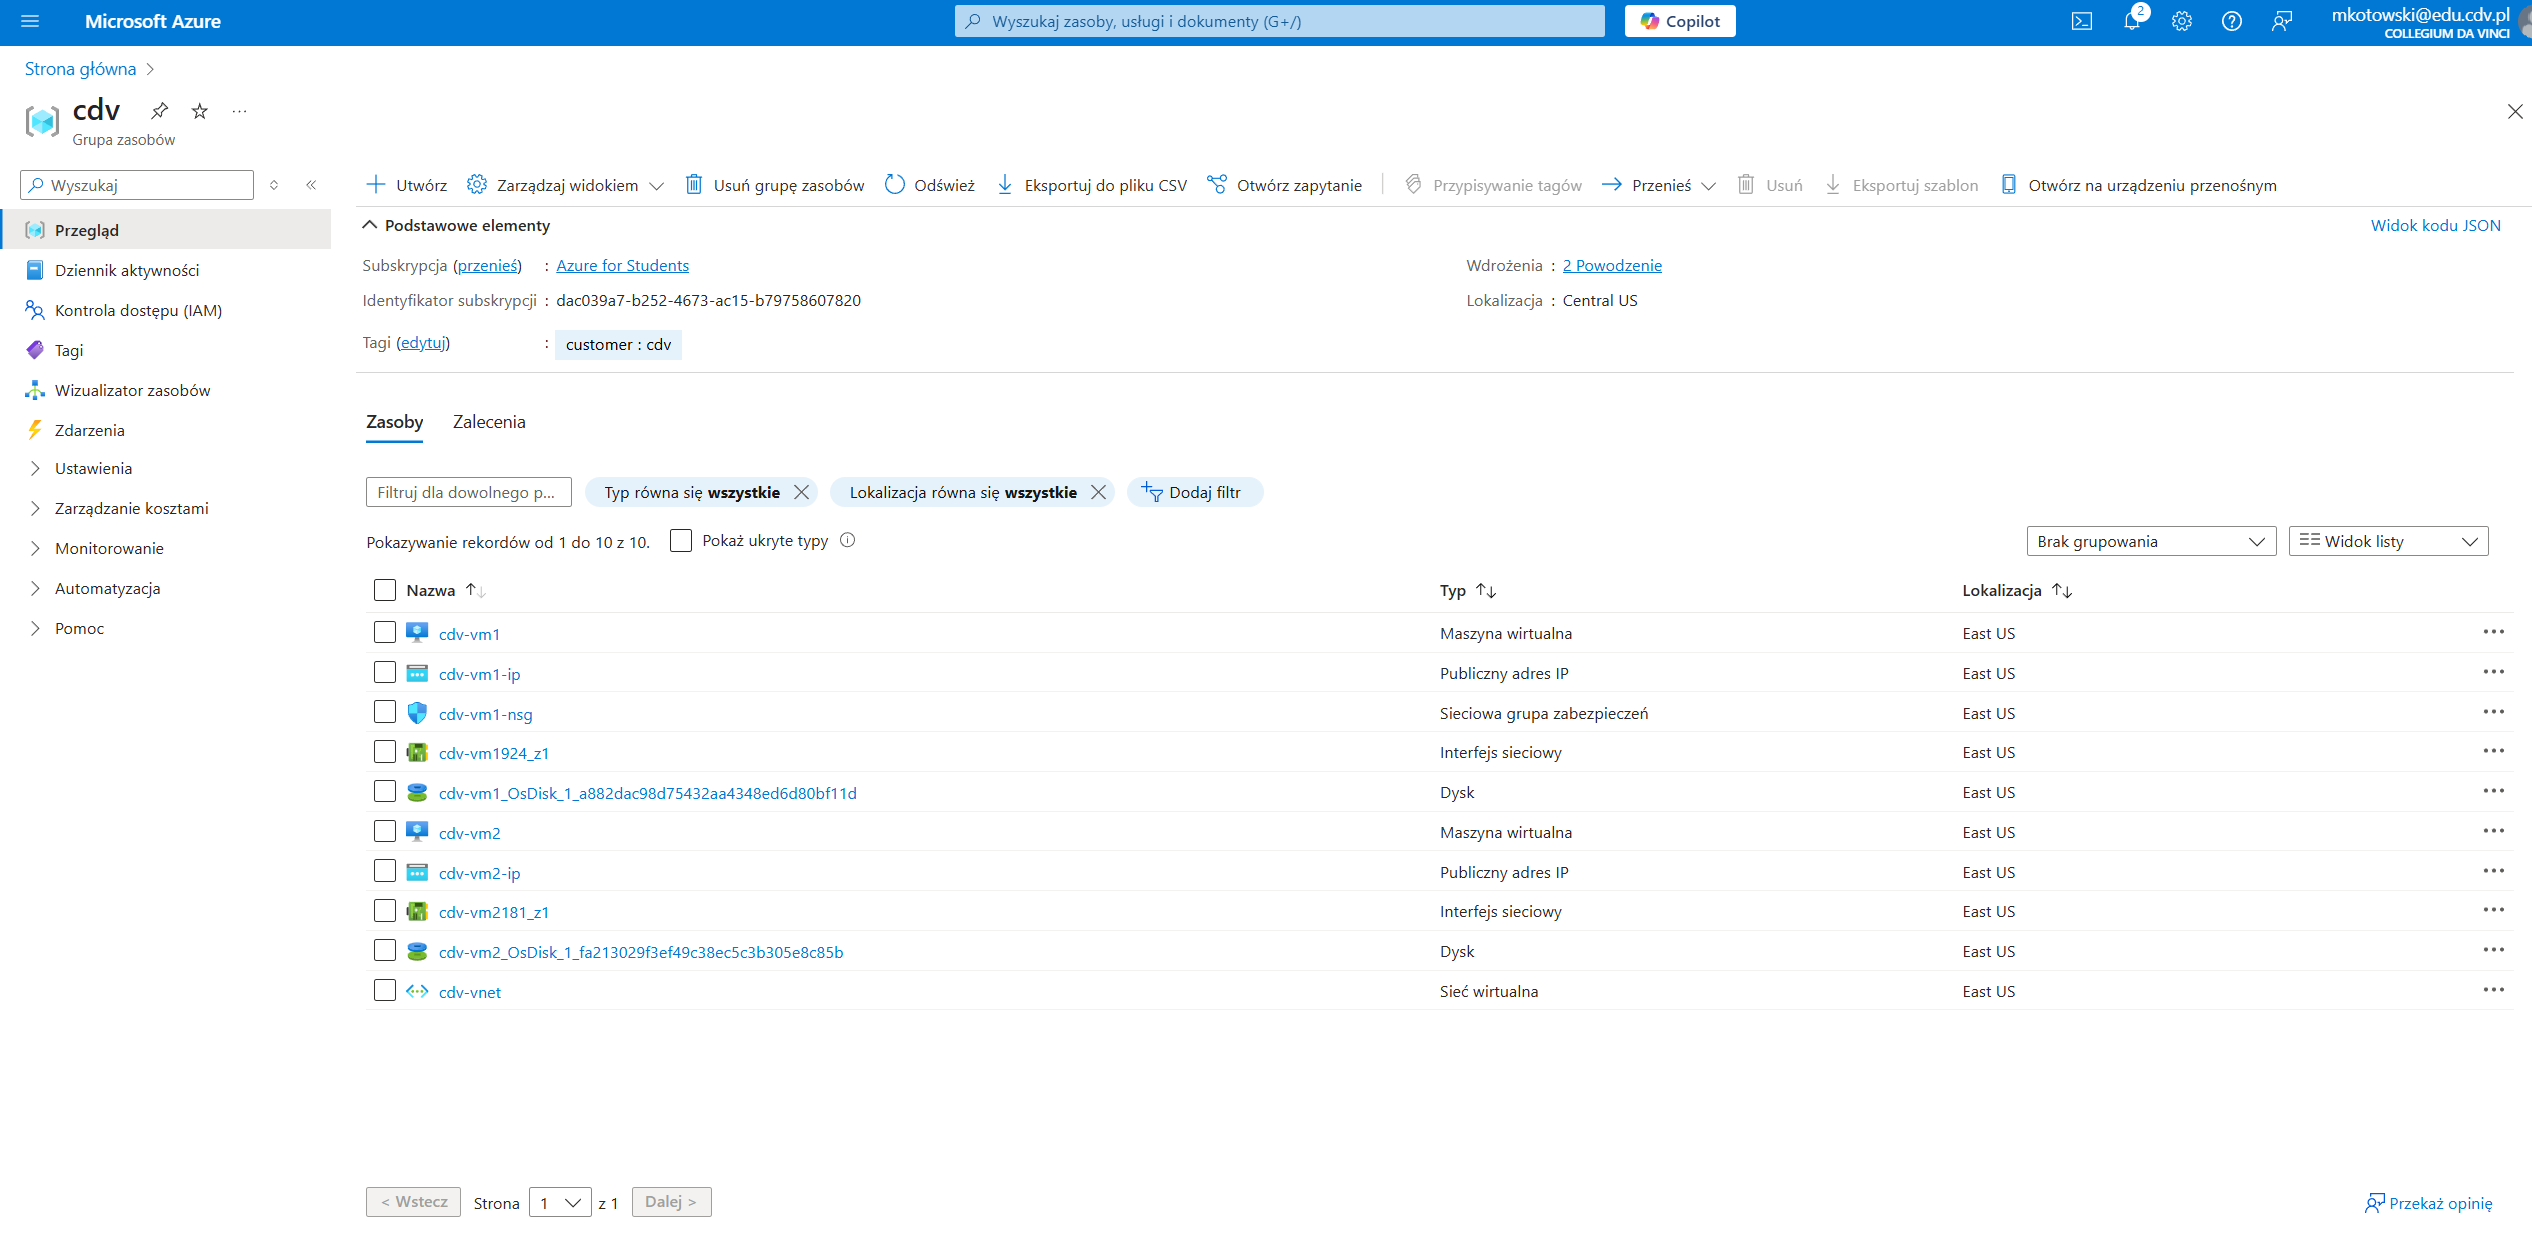 Microsoft Azure
Wyszukaj zasoby, usługi i dokumenty (G+/)
Copilot
2
mkotowski@edu.cdv.pl
COLLEGIUM DA VINCI
Strona główna
cdv
Grupa zasobów
Wyszukaj
Utwórz Zarządzaj widokiem Usuń grupę zasobów Odśwież Eksportuj do pliku CSV Otwórz zapytanie Przypisywanie tagów Przenieś Usuń Eksportuj szablon Otwórz na urządzeniu przenośnym
Przegląd
Dziennik aktywności
Kontrola dostępu (IAM)
Tagi
Wizualizator zasobów
Zdarzenia
Ustawienia
Zarządzanie kosztami
Monitorowanie
Automatyzacja
Pomoc
Podstawowe elementy
Widok kodu JSON
Subskrypcja (przenieś) : Azure for Students
Wdrożenia : 2 Powodzenie
Identyfikator subskrypcji : dac039a7-b252-4673-ac15-b79758607820
Lokalizacja : Central US
Tagi (edytuj) : customer : cdv
Zasoby Zalecenia
Filtruj dla dowolnego p... Typ równa się wszystkie Lokalizacja równa się wszystkie Dodaj filtr
Pokazywanie rekordów od 1 do 10 z 10. Pokaż ukryte typy
Brak grupowania Widok listy
Nazwa Typ Lokalizacja
cdv-vm1 Maszyna wirtualna East US
cdv-vm1-ip Publiczny adres IP East US
cdv-vm1-nsg Sieciowa grupa zabezpieczeń East US
cdv-vm1924_z1 Interfejs sieciowy East US
cdv-vm1_OsDisk_1_a882dac98d75432aa4348ed6d80bf11d Dysk East US
cdv-vm2 Maszyna wirtualna East US
cdv-vm2-ip Publiczny adres IP East US
cdv-vm2181_z1 Interfejs sieciowy East US
cdv-vm2_OsDisk_1_fa213029f3ef49c38ec5c3b305e8c85b Dysk East US
cdv-vnet Sieć wirtualna East US
< Wstecz Strona 1 z 1 Dalej >
Przekaż opinię